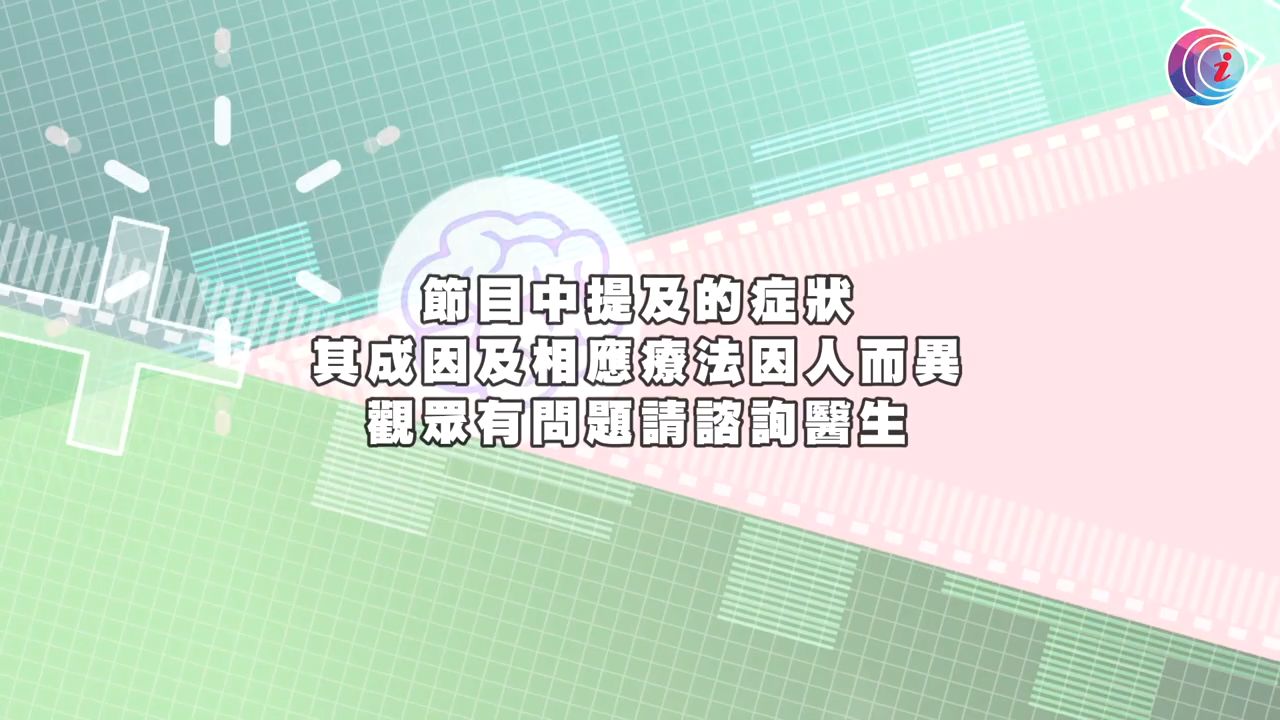 i
節目中提及的症狀
其成因及相應療法因人而異
觀眾有問題請諮詢醫生